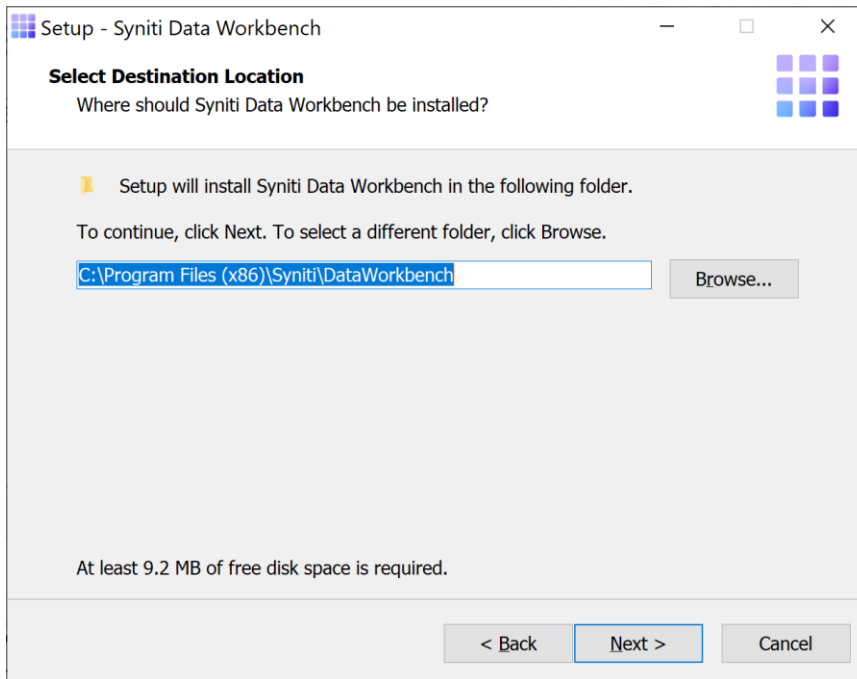 Setup - Syniti Data Workbench
Select Destination Location
Where should Syniti Data Workbench be installed?
Setup will install Syniti Data Workbench in the following folder.
To continue, click Next. To select a different folder, click Browse.
C:\Program Files (x86)\Syniti\DataWorkbench
Browse...
At least 9.2 MB of free disk space is required.
< Back
Next >
Cancel